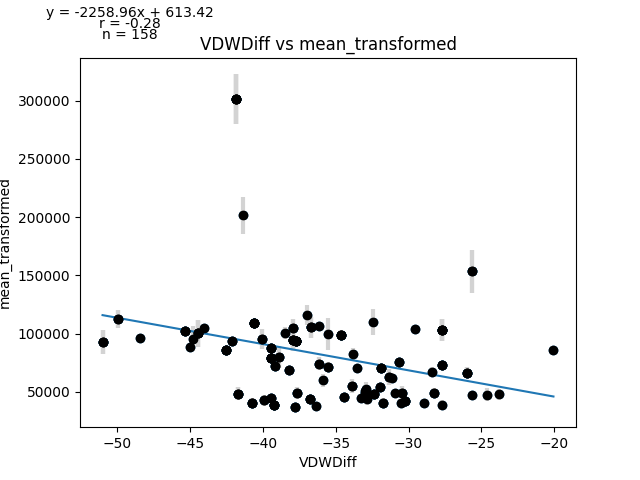 y = -2258.96x + 613.42
r = -0.28
n = 158
VDWDiff vs mean_transformed
300000
250000
200000
150000
100000
50000
mean_transformed
−50
−45
−40
−35
−30
−25
−20
VDWDiff